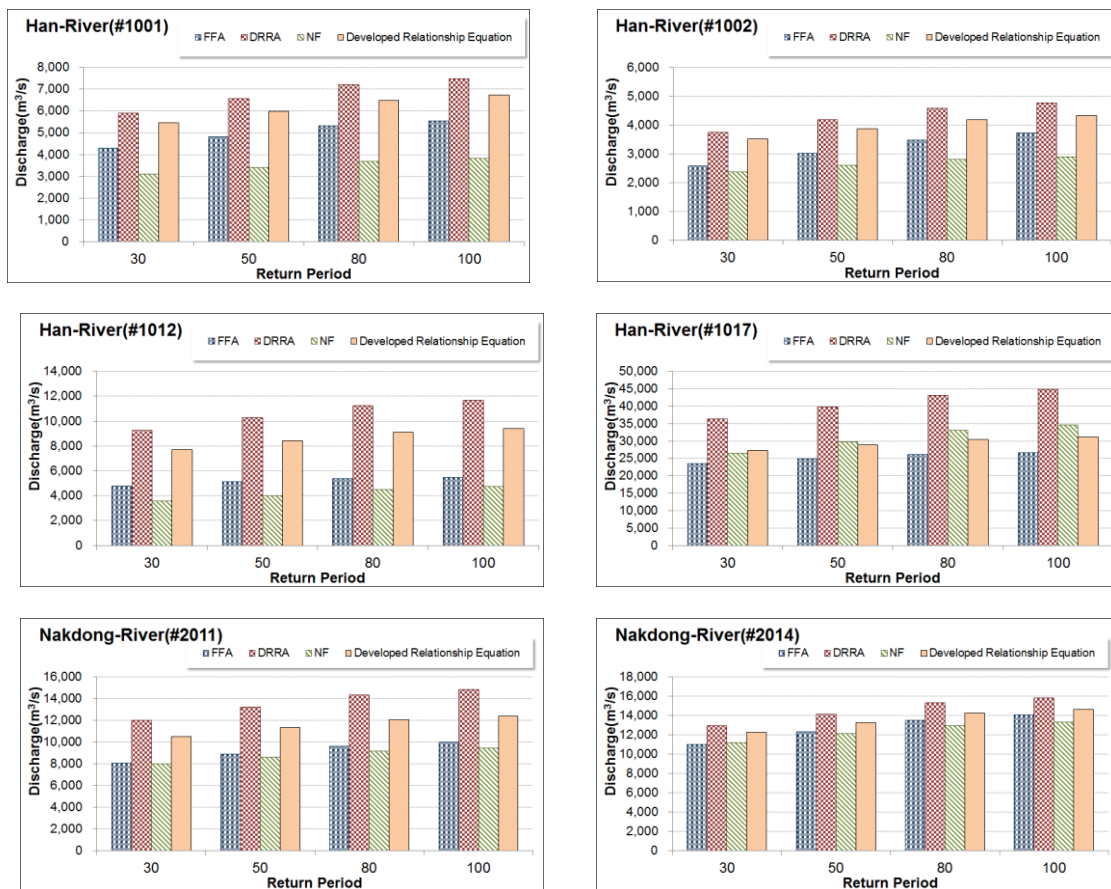 Han-River(#1001)
FFA DRRA NF Developed Relationship Equation
Discharge(m³/s)
8,000
7,000
6,000
5,000
4,000
3,000
2,000
1,000
0
30 50 80 100
Return Period
Han-River(#1002)
FFA DRRA NF Developed Relationship Equation
Discharge(m³/s)
6,000
5,000
4,000
3,000
2,000
1,000
0
30 50 80 100
Return Period
Han-River(#1012)
FFA DRRA NF Developed Relationship Equation
Discharge(m³/s)
14,000
12,000
10,000
8,000
6,000
4,000
2,000
0
30 50 80 100
Return Period
Han-River(#1017)
FFA DRRA NF Developed Relationship Equation
Discharge(m³/s)
50,000
45,000
40,000
35,000
30,000
25,000
20,000
15,000
10,000
5,000
0
30 50 80 100
Return Period
Nakdong-River(#2011)
FFA DRRA NF Developed Relationship Equation
Discharge(m³/s)
16,000
14,000
12,000
10,000
8,000
6,000
4,000
2,000
0
30 50 80 100
Return Period
Nakdong-River(#2014)
FFA DRRA NF Developed Relationship Equation
Discharge(m³/s)
18,000
16,000
14,000
12,000
10,000
8,000
6,000
4,000
2,000
0
30 50 80 100
Return Period